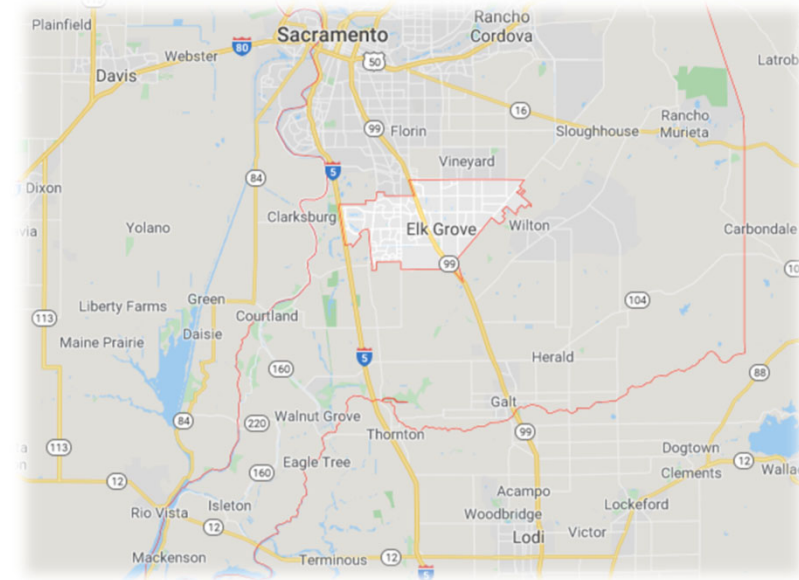 Plainfield
Sacramento
Rancho
Cordova
80
Webster
50
Latrob
Davis
16
Rancho
Murieta
99
Florin
Sloughhouse
Vineyard
5
84
Dixon
Clarksburg
Elk Grove
Wilton
via
Yolano
Carbondale
99
10
Liberty Farms
Green
104
113
Courtland
Maine Prairie
Daisie
5
Herald
160
88
Galt
84
220
Walnut Grove
Thornton
99
113
Dogtown
Eagle Tree
12
Walla
160
Clements
12
Acampo
Rio Vista
Isleton
Woodbridge
Lockeford
12
Victor
Lodi
Mackenson
Terminous
12
5